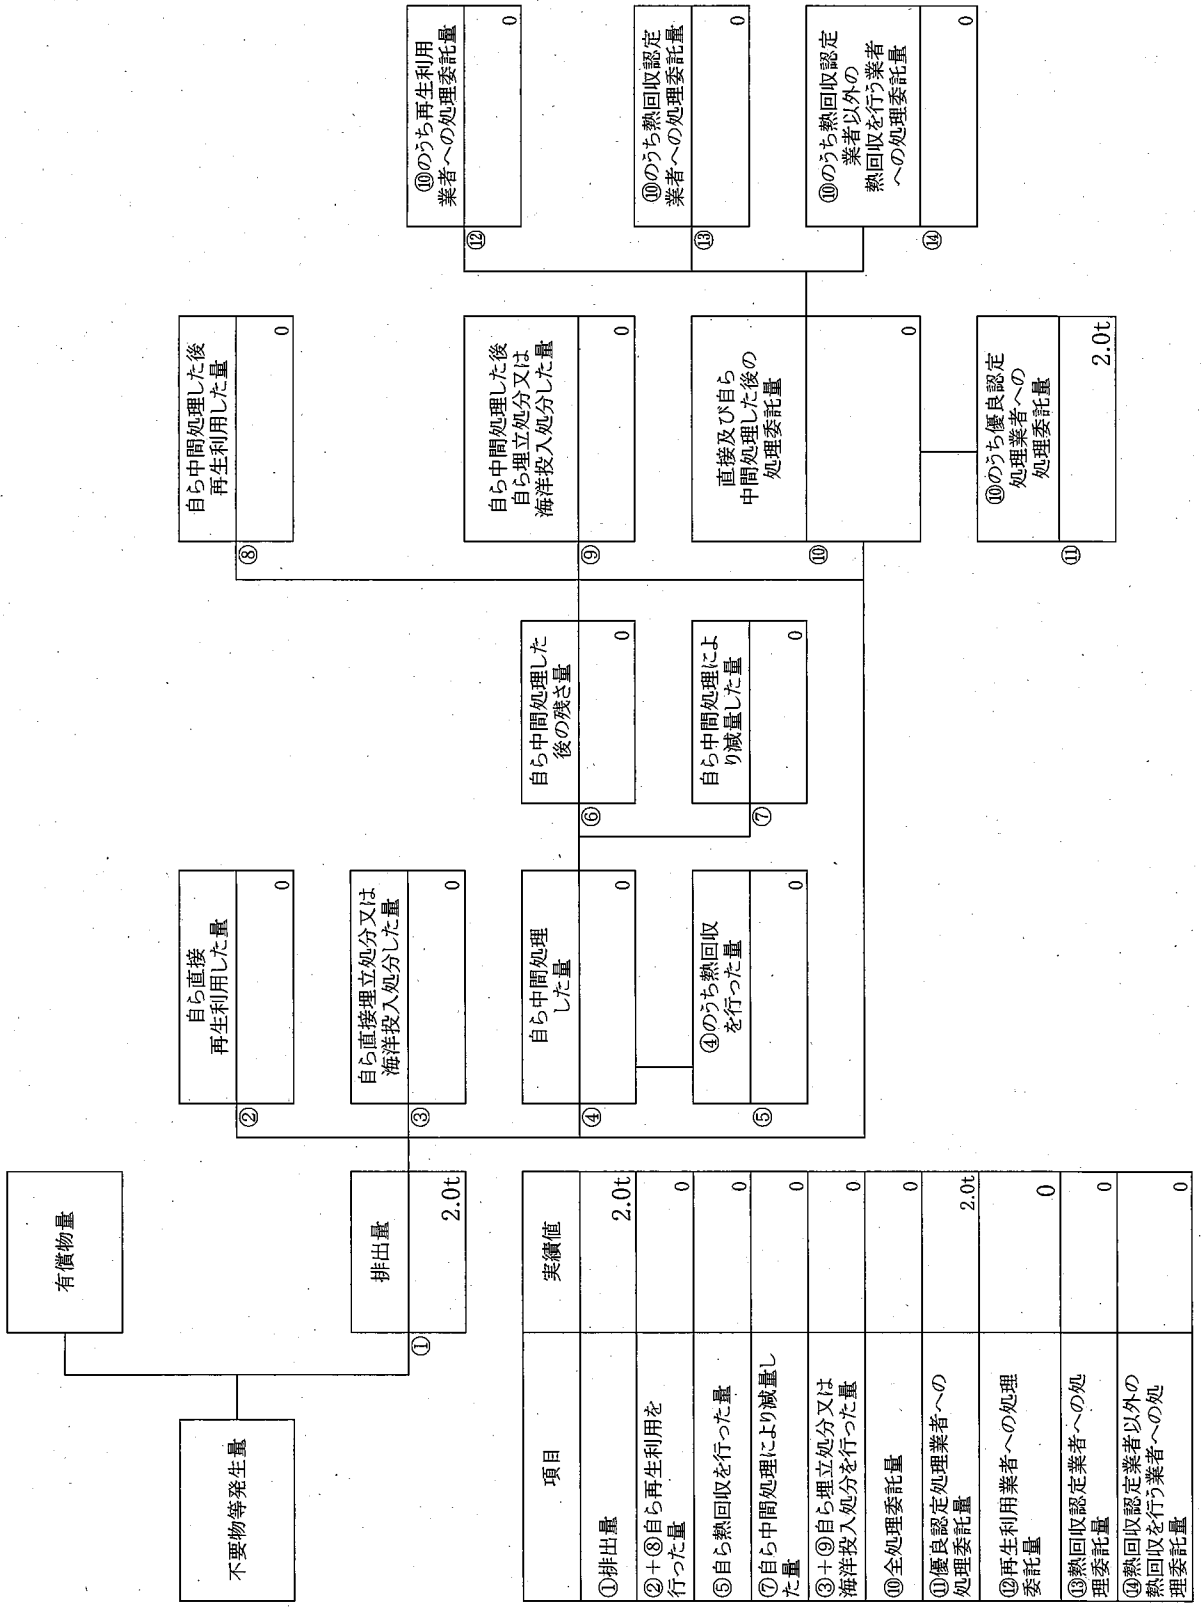 不要物等発生量
有償物量
排出量
①
2.0t
自ら直接
再生利用した量
②
0
自ら直接埋立処分又は
海洋投入処分した量
③
0
自ら中間処理
した量
④
0
④のうち熱回収
を行った量
⑤
0
自ら中間処理した
後の残さ量
⑥
0
自ら中間処理によ
り減量した量
⑦
0
自ら中間処理した後
再生利用した量
⑧
0
自ら中間処理した後
自ら埋立処分又は
海洋投入処分した量
⑨
0
直接及び自ら
中間処理した後の
処理委託量
⑩
0
⑩のうち優良認定
処理業者への
処理委託量
⑪
2.0t
⑩のうち再生利用
業者への処理委託量
⑫
0
⑩のうち熱回収認定
業者への処理委託量
⑬
0
⑩のうち熱回収認定
業者以外の
熱回収を行う業者
への処理委託量
⑭
0
項目
実績値
①排出量
2.0t
②+⑧自ら再生利用を
行った量
0
⑤自ら熱回収を行った量
0
⑦自ら中間処理により減量し
た量
0
③+⑨自ら埋立処分又は
海洋投入処分を行った量
0
⑩全処理委託量
0
⑪優良認定処理業者への
処理委託量
2.0t
⑫再生利用業者への処理
委託量
0
⑬熱回収認定業者への処
理委託量
0
⑭熱回収認定業者以外の
熱回収を行う業者への処
理委託量
0